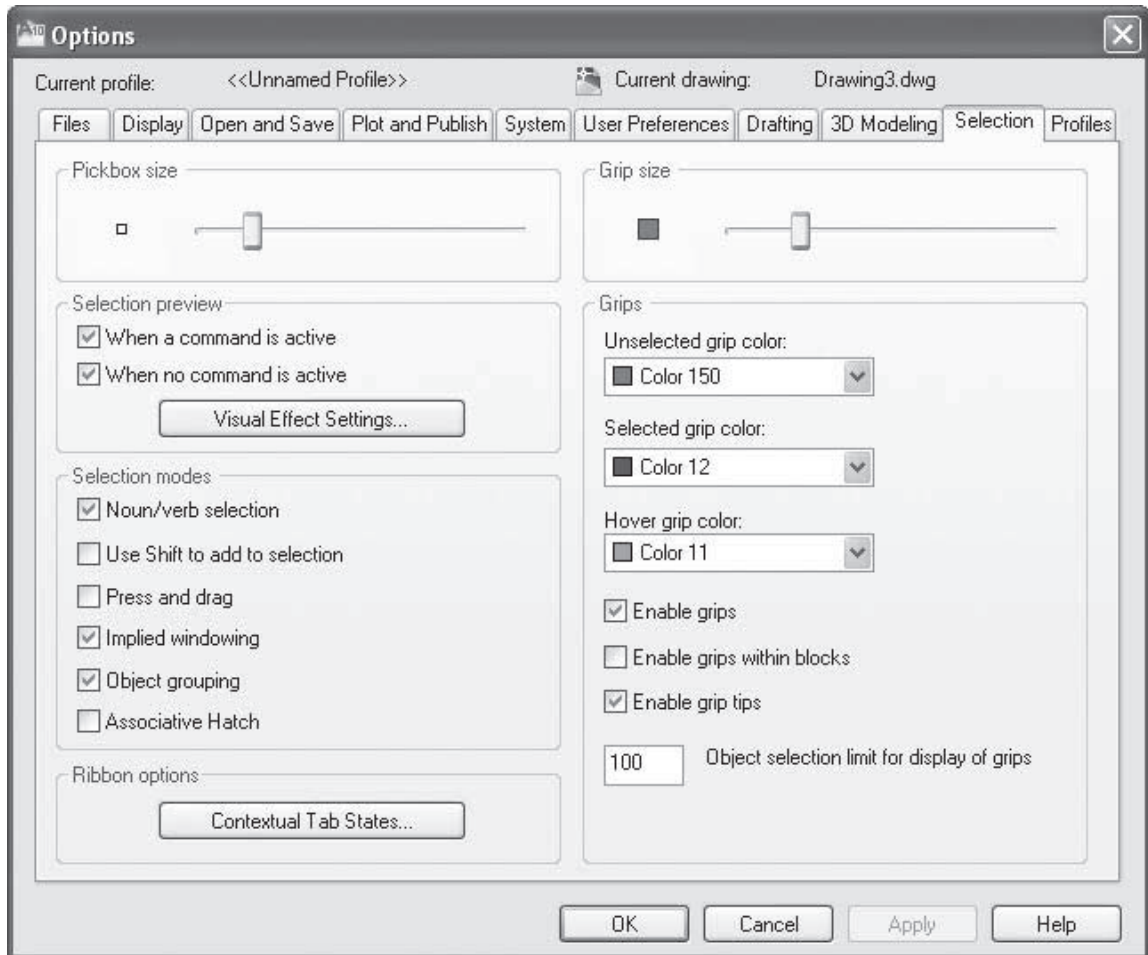 Options
Current profile: <<Unnamed Profile>> Current drawing: Drawing3.dwg
Files Display Open and Save Plot and Publish System User Preferences Drafting 3D Modeling Selection Profiles
Pickbox size
Selection preview
When a command is active
When no command is active
Visual Effect Settings...
Selection modes
Noun/verb selection
Use Shift to add to selection
Press and drag
Implied windowing
Object grouping
Associative Hatch
Ribbon options
Contextual Tab States...
Grip size
Grips
Unselected grip color:
Color 150
Selected grip color:
Color 12
Hover grip color:
Color 11
Enable grips
Enable grips within blocks
Enable grip tips
100 Object selection limit for display of grips
OK Cancel Apply Help